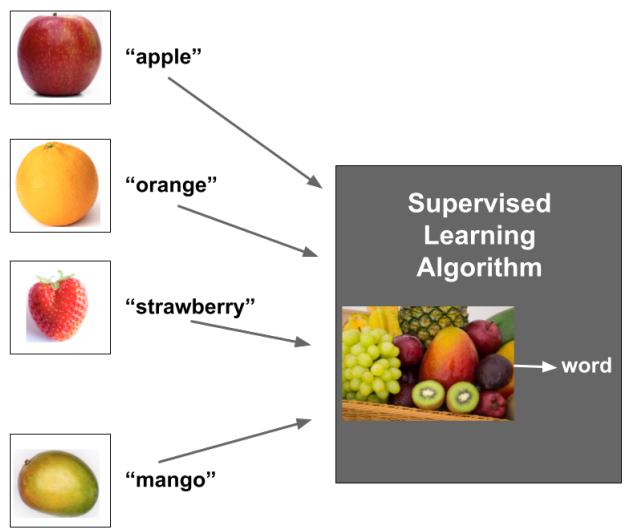 “apple”
“orange”
“strawberry”
“mango”
Supervised
Learning
Algorithm
word